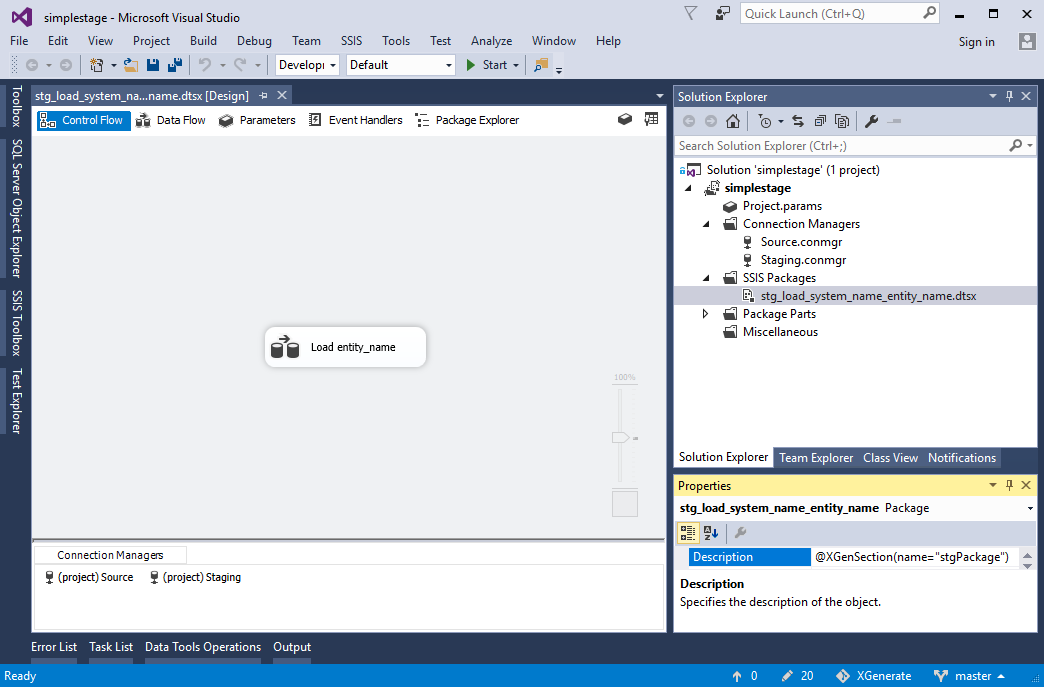 simplestage - Microsoft Visual Studio
Quick Launch (Ctrl+Q)
File Edit View Project Build Debug Team SSIS Tools Test Analyze Window Help
Sign in
Develop Default Start
Toolbox
SQL Server Object Explorer
SSIS Toolbox
Test Explorer
stg_load_system_na...name.dtsx [Design]
Control Flow Data Flow Parameters Event Handlers Package Explorer
Load entity_name
100%
Connection Managers
(project) Source (project) Staging
Solution Explorer
Search Solution Explorer (Ctrl+;)
Solution 'simplestage' (1 project)
simplestage
Project.params
Connection Managers
Source.conmgr
Staging.conmgr
SSIS Packages
stg_load_system_name_entity_name.dtsx
Package Parts
Miscellaneous
Solution Explorer Team Explorer Class View Notifications
Properties
stg_load_system_name_entity_name Package
Description @XGenSection(name="stgPackage")
Description
Specifies the description of the object.
Error List Task List Data Tools Operations Output
Ready 0 20 XGenerate master